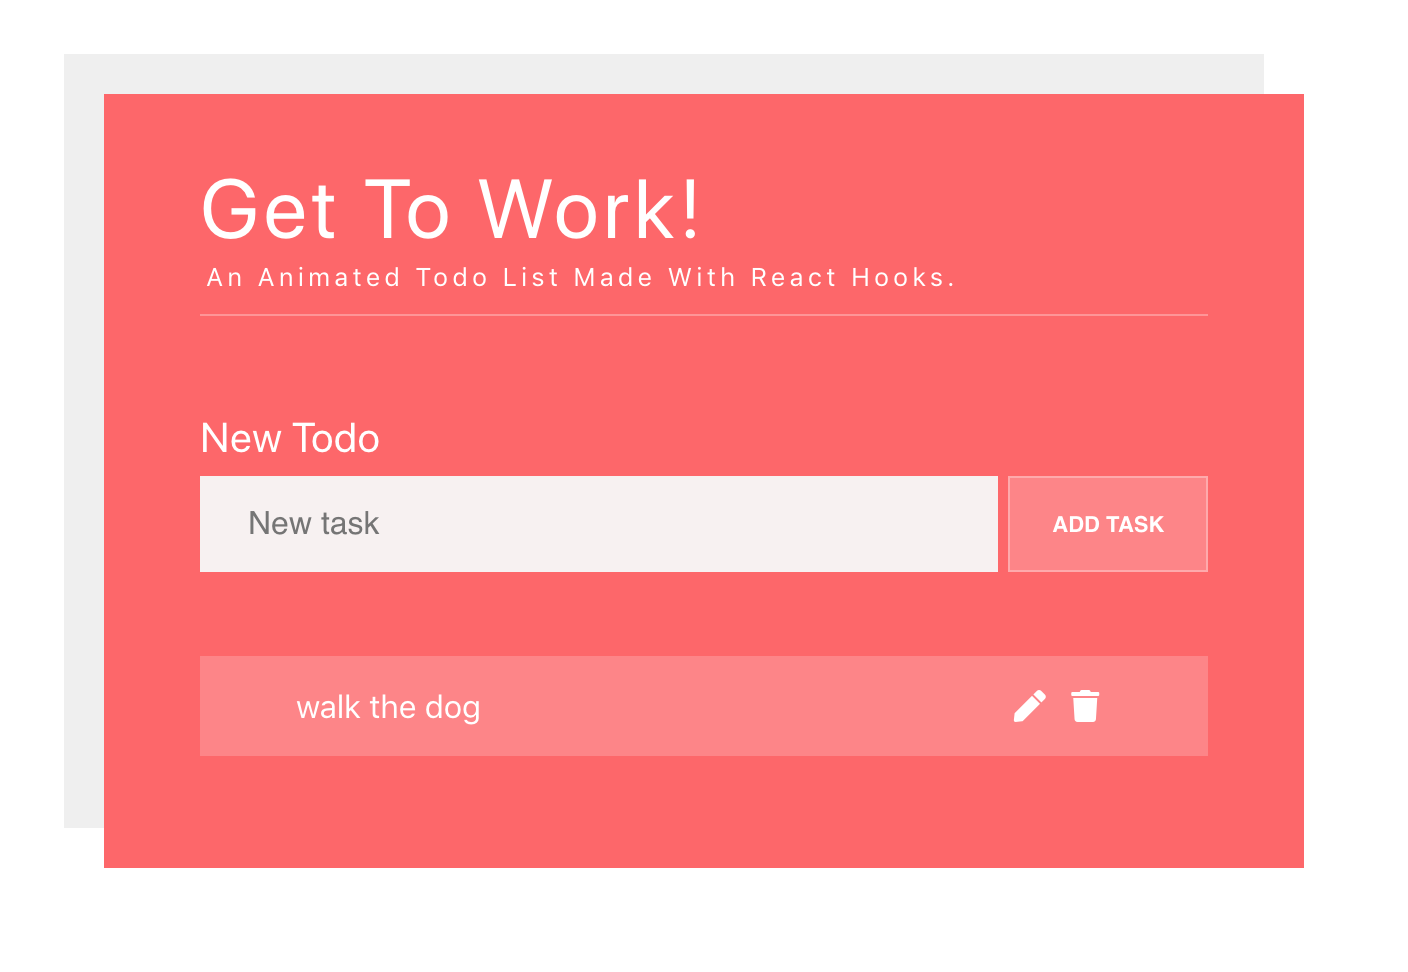 Get To Work!
An Animated Todo List Made With React Hooks.
New Todo
New task
ADD TASK
walk the dog